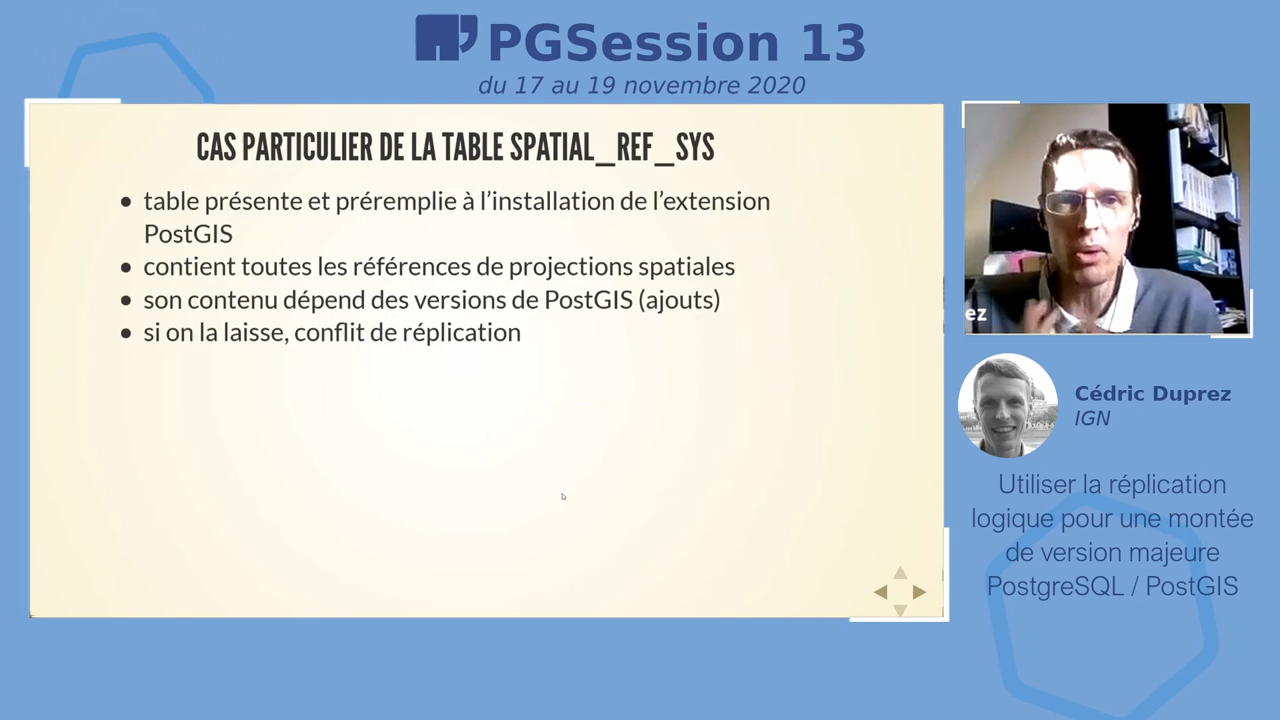 PGSession 13
du 17 au 19 novembre 2020
CAS PARTICULIER DE LA TABLE SPATIAL_REF_SYS
• table présente et préremplie à l’installation de l’extension
PostGIS
• contient toutes les références de projections spatiales
• son contenu dépend des versions de PostGIS (ajouts)
• si on la laisse, conflit de réplication
ez
Cédric Duprez
IGN
Utiliser la réplication
logique pour une montée
de version majeure
PostgreSQL / PostGIS